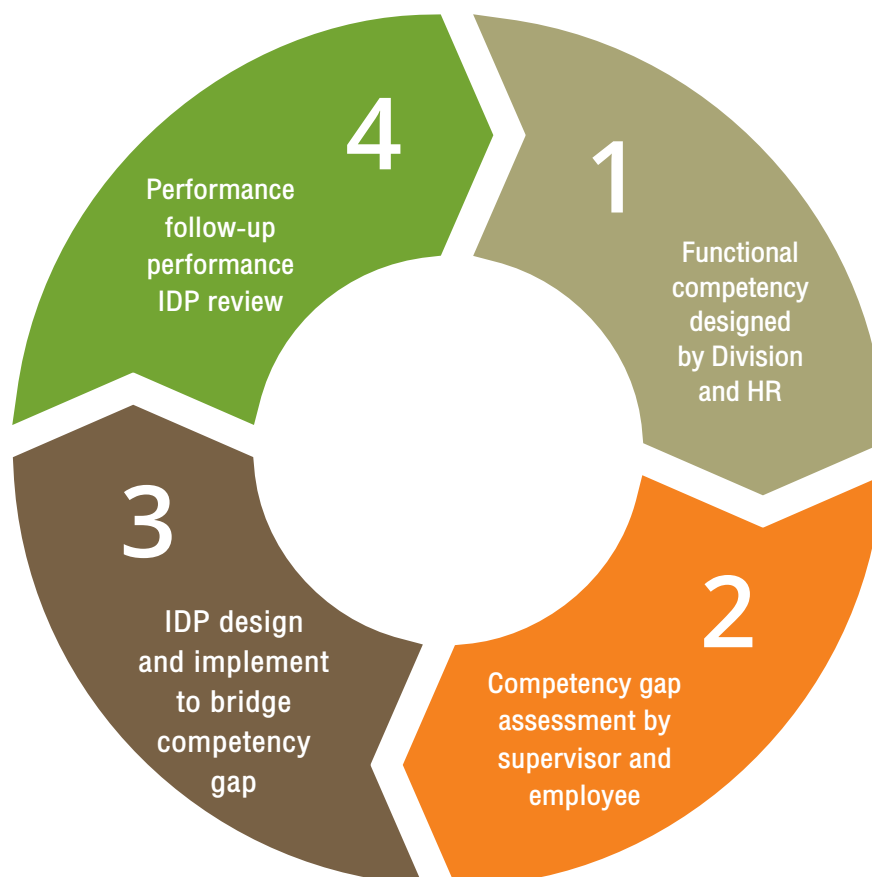 1
Functional
competency
designed
by Division
and HR
2
Competency gap
assessment by
supervisor and
employee
3
IDP design
and implement
to bridge
competency
gap
4
Performance
follow-up
performance
IDP review